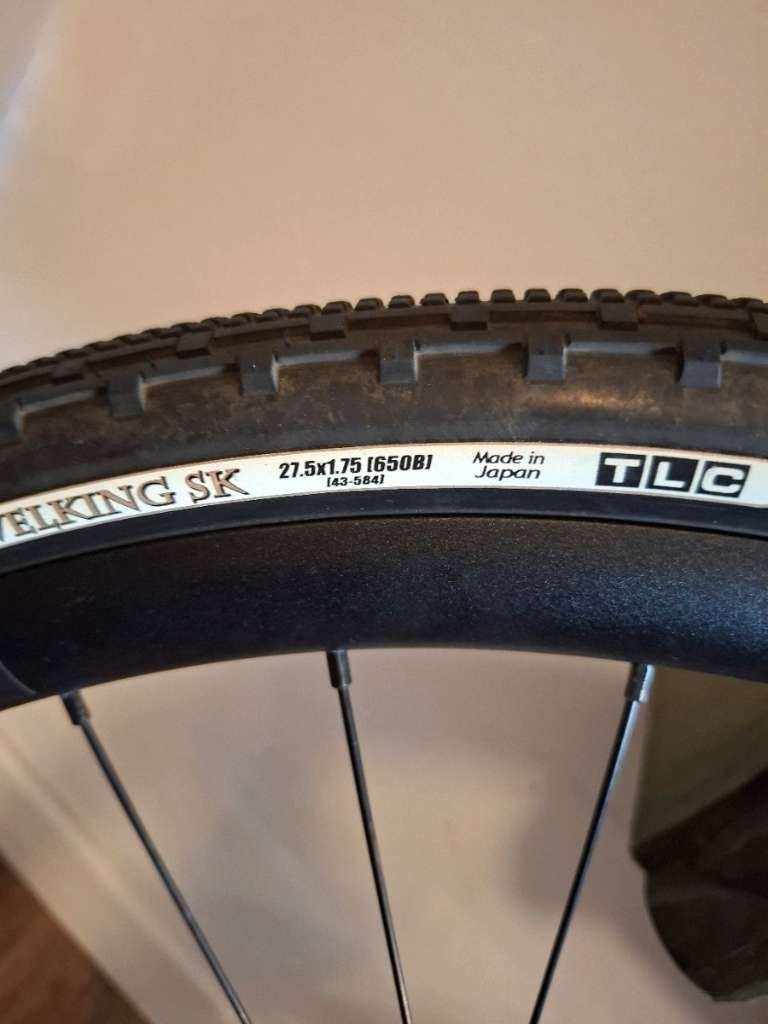 VELKING SK
27.5x1.75 [650B]
[43-584]
Made in
Japan
TLC